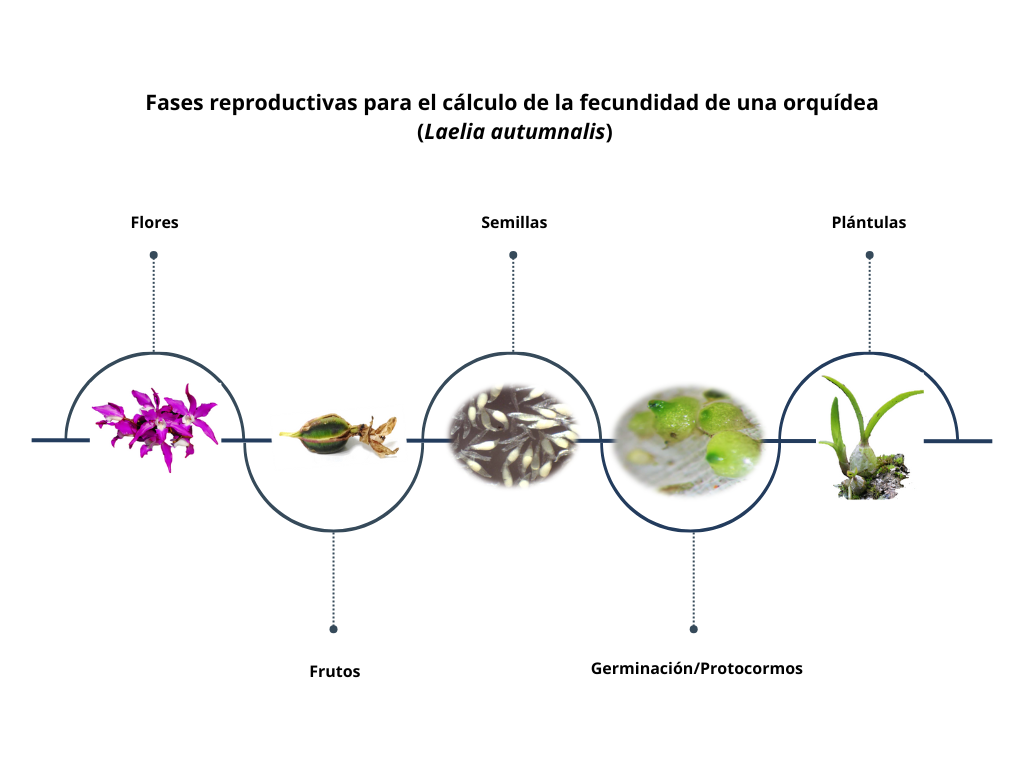 Fases reproductivas para el cálculo de la fecundidad de una orquídea
(Laelia autumnalis)
Flores
Semillas
Plántulas
Frutos
Germinación/Protocormos